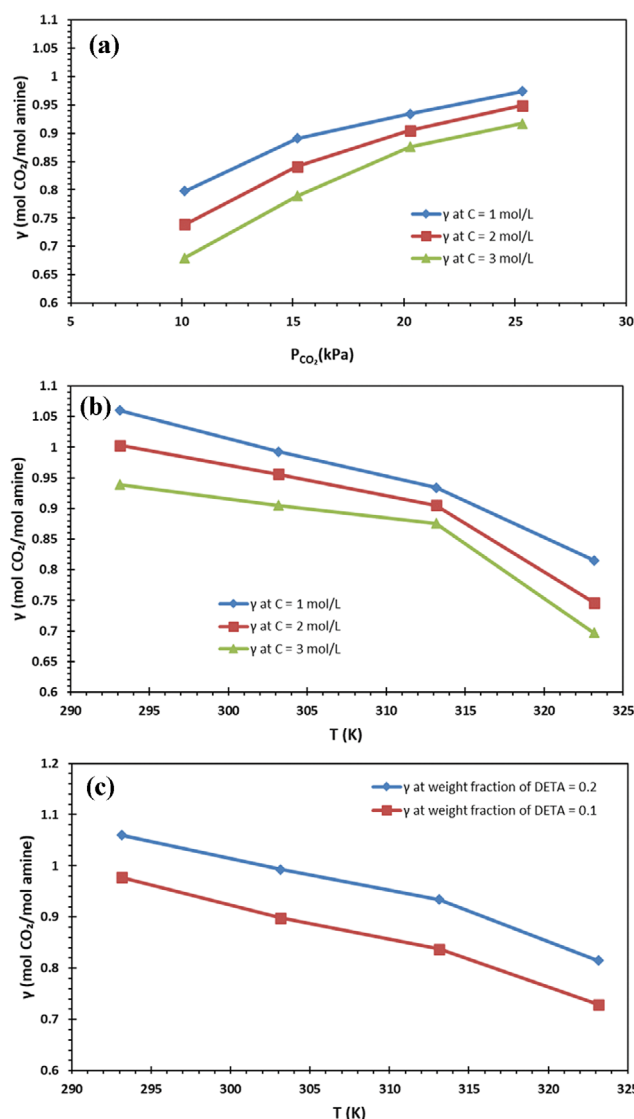 (a)
γ (mol CO₂/mol amine)
1.1
1.05
1
0.95
0.9
0.85
0.8
0.75
0.7
0.65
0.6
γ at C = 1 mol/L
γ at C = 2 mol/L
γ at C = 3 mol/L
5 10 15 20 25 30
P_CO₂(kPa)
(b)
γ (mol CO₂/mol amine)
1.1
1.05
1
0.95
0.9
0.85
0.8
0.75
0.7
0.65
0.6
γ at C = 1 mol/L
γ at C = 2 mol/L
γ at C = 3 mol/L
290 295 300 305 310 315 320 325
T (K)
(c)
γ (mol CO₂/mol amine)
1.2
1.1
1
0.9
0.8
0.7
0.6
γ at weight fraction of DETA = 0.2
γ at weight fraction of DETA = 0.1
290 295 300 305 310 315 320 325
T (K)